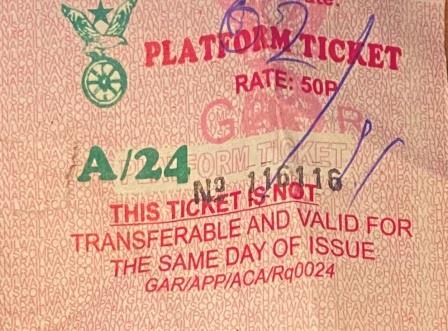 PLATFORM TICKET
RATE: 50P
A/24
PLATFORM TICKET
Nº 116116
THIS TICKET IS NOT
TRANSFERABLE AND VALID FOR
THE SAME DAY OF ISSUE
GAR/APP/ACA/Rq0024